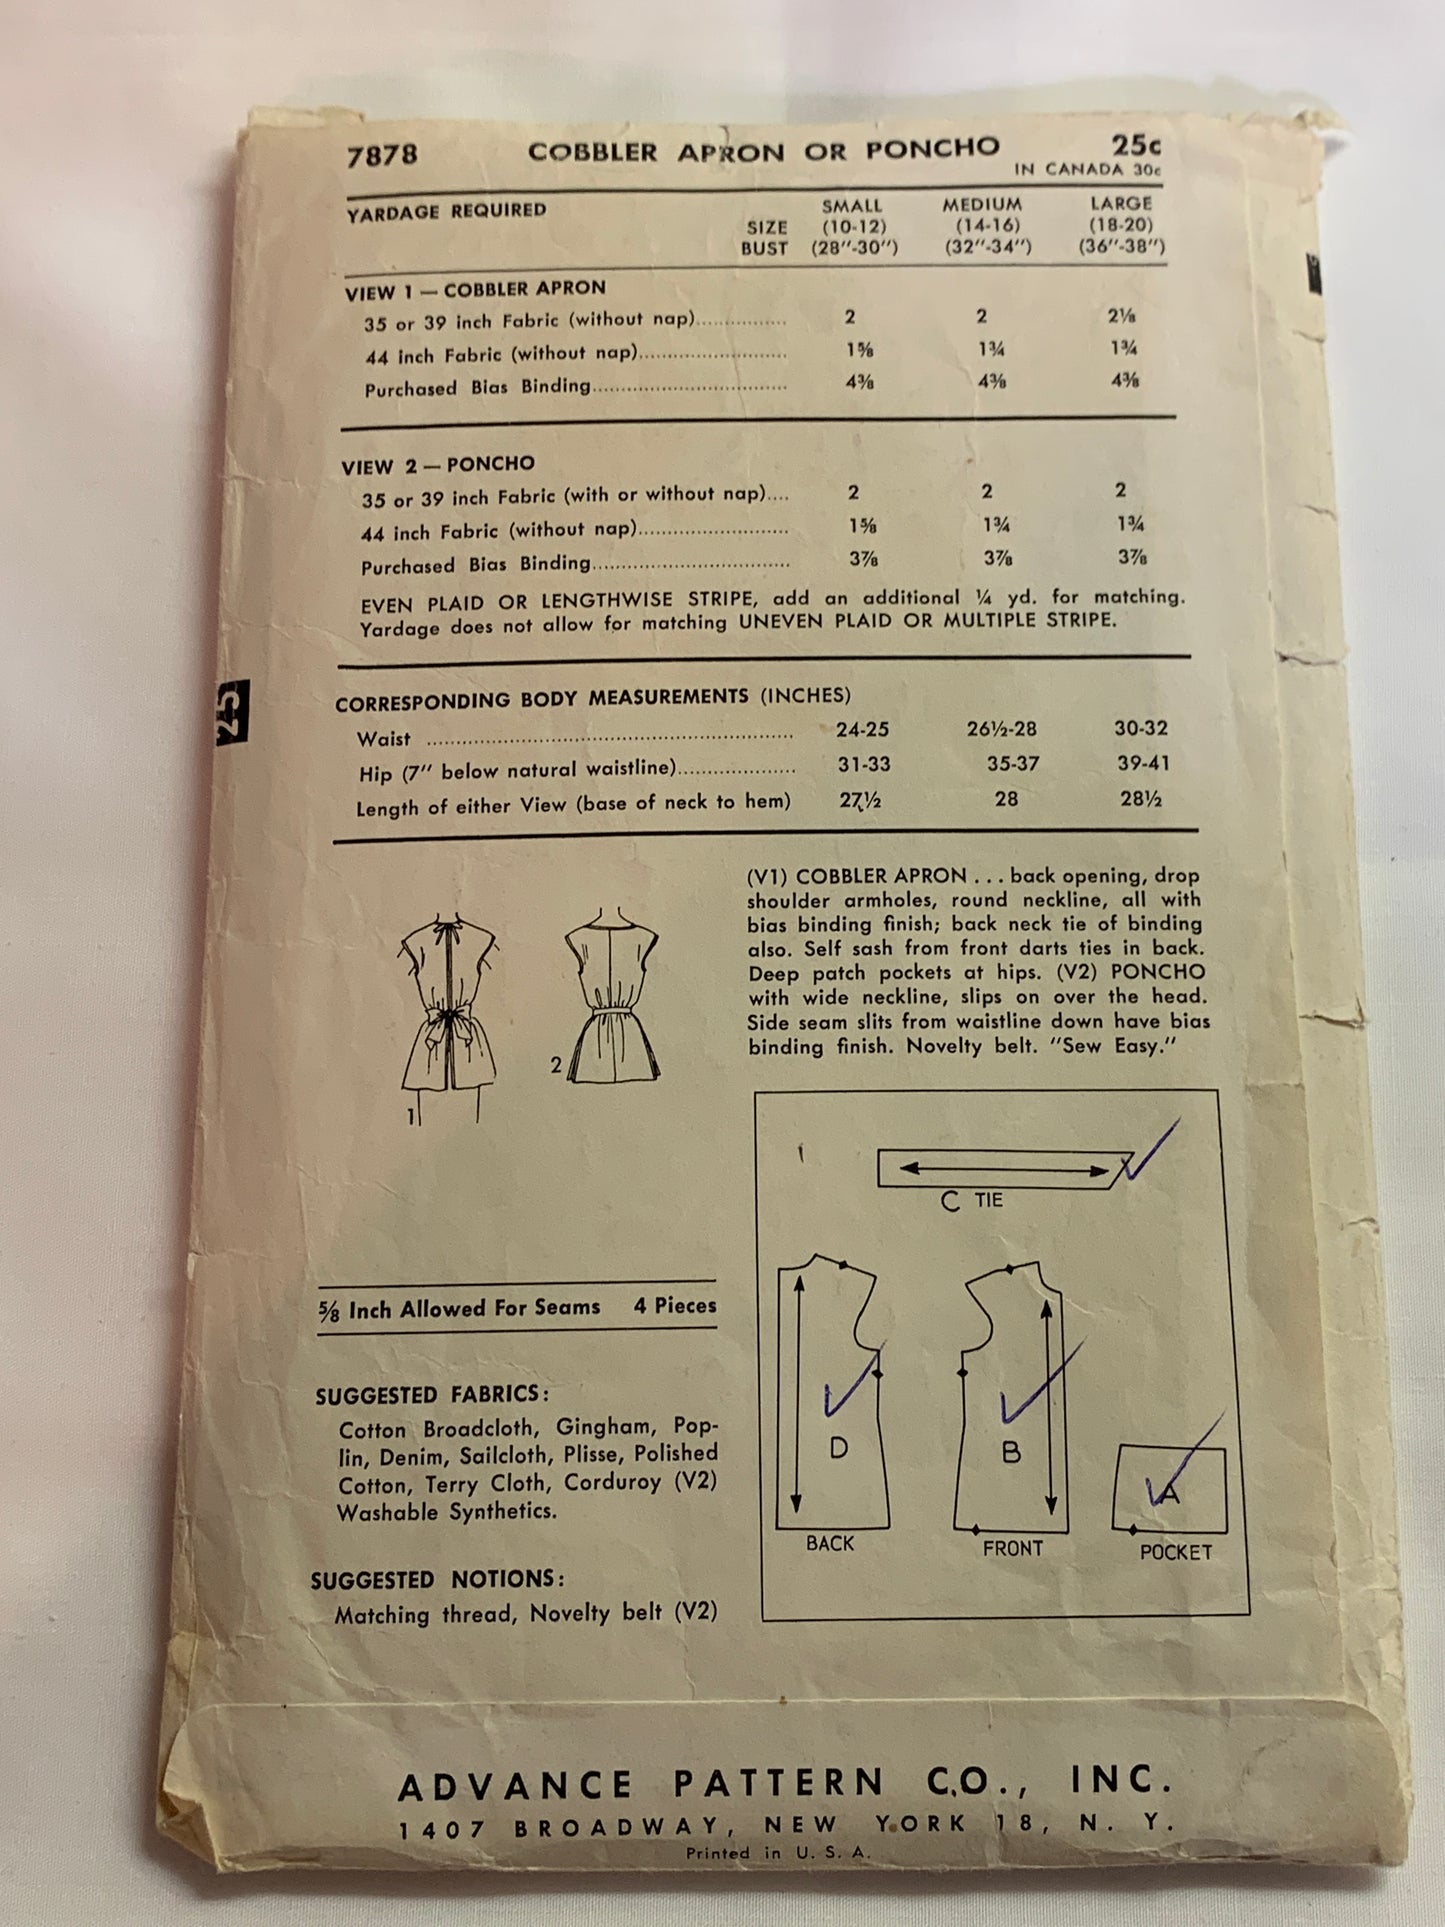 7878 COBBLER APRON OR PONCHO 25c
IN CANADA 30c
YARDAGE REQUIRED SMALL MEDIUM LARGE
SIZE (10-12) (14-16) (18-20)
BUST (28"-30") (32"-34") (36"-38")
VIEW 1 — COBBLER APRON
35 or 39 inch Fabric (without nap)............... 2 2 2⅛
44 inch Fabric (without nap)......................... 1⅝ 1¾ 1¾
Purchased Bias Binding................................. 4⅜ 4⅜ 4⅜
VIEW 2 — PONCHO
35 or 39 inch Fabric (with or without nap).... 2 2 2
44 inch Fabric (without nap)......................... 1⅝ 1¾ 1¾
Purchased Bias Binding................................. 3⅞ 3⅞ 3⅞
EVEN PLAID OR LENGTHWISE STRIPE, add an additional ¼ yd. for matching.
Yardage does not allow for matching UNEVEN PLAID OR MULTIPLE STRIPE.
25
CORRESPONDING BODY MEASUREMENTS (INCHES)
Waist ............................................................ 24-25 26½-28 30-32
Hip (7" below natural waistline).................... 31-33 35-37 39-41
Length of either View (base of neck to hem) 27½ 28 28½
(V1) COBBLER APRON . . . back opening, drop
shoulder armholes, round neckline, all with
bias binding finish; back neck tie of binding
also. Self sash from front darts ties in back.
Deep patch pockets at hips. (V2) PONCHO
with wide neckline, slips on over the head.
Side seam slits from waistline down have bias
binding finish. Novelty belt. "Sew Easy."
1
2
C TIE
D
BACK
B
FRONT
A
POCKET
⅝ Inch Allowed For Seams 4 Pieces
SUGGESTED FABRICS:
Cotton Broadcloth, Gingham, Pop-
lin, Denim, Sailcloth, Plisse, Polished
Cotton, Terry Cloth, Corduroy (V2)
Washable Synthetics.
SUGGESTED NOTIONS:
Matching thread, Novelty belt (V2)
ADVANCE PATTERN CO., INC.
1407 BROADWAY, NEW YORK 18, N. Y.
Printed in U. S. A.